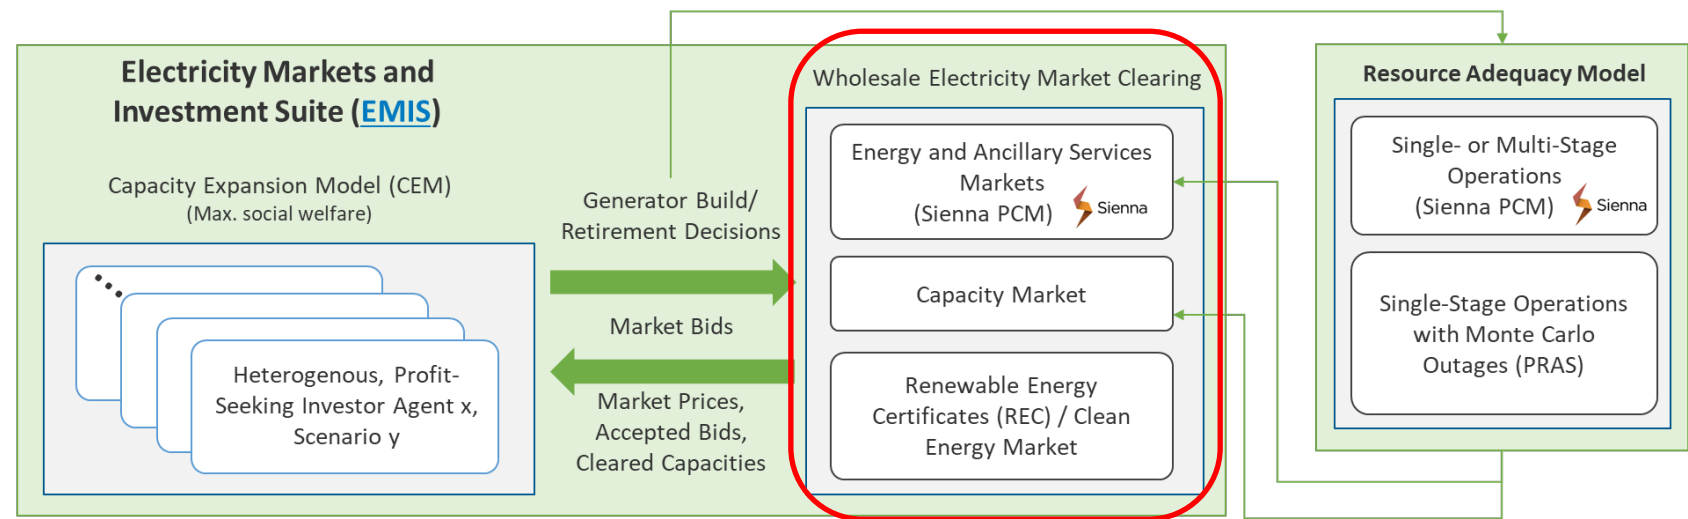 Electricity Markets and
Investment Suite (EMIS)
Capacity Expansion Model (CEM)
(Max. social welfare)
Heterogenous, Profit-
Seeking Investor Agent x,
Scenario y
Generator Build/
Retirement Decisions
Market Bids
Market Prices,
Accepted Bids,
Cleared Capacities
Wholesale Electricity Market Clearing
Energy and Ancillary Services
Markets
(Sienna PCM)
Sienna
Capacity Market
Renewable Energy
Certificates (REC) / Clean
Energy Market
Resource Adequacy Model
Single- or Multi-Stage
Operations
(Sienna PCM)
Sienna
Single-Stage Operations
with Monte Carlo
Outages (PRAS)